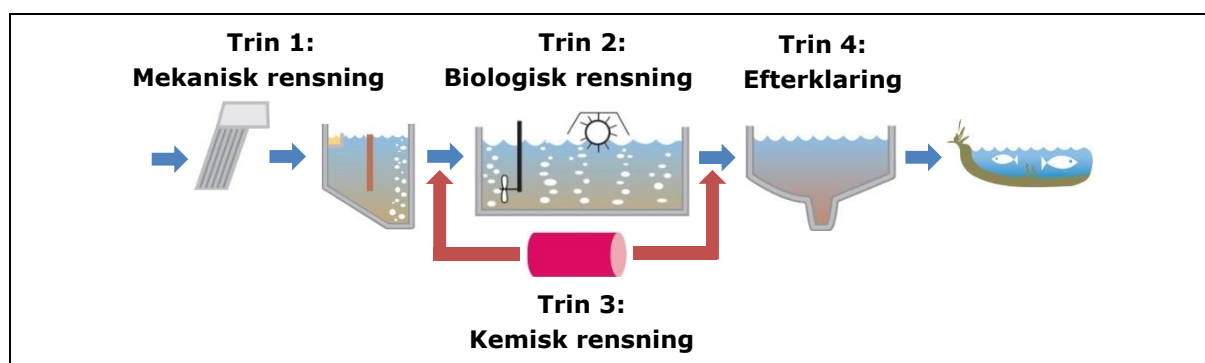 Trin 1:
Mekanisk rensning
Trin 2:
Biologisk rensning
Trin 4:
Efterklaring
Trin 3:
Kemisk rensning